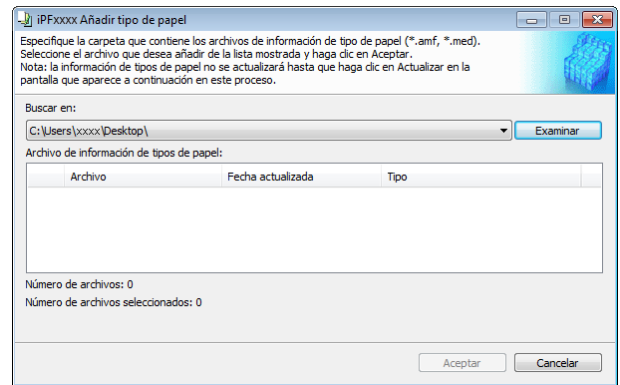 iPFxxxx Añadir tipo de papel
Especifique la carpeta que contiene los archivos de información de tipo de papel (*.amf, *.med).
Seleccione el archivo que desea añadir de la lista mostrada y haga clic en Aceptar.
Nota: la información de tipos de papel no se actualizará hasta que haga clic en Actualizar en la
pantalla que aparece a continuación en este proceso.
Buscar en:
C:\Users\xxxx\Desktop\
Examinar
Archivo de información de tipos de papel:
Archivo Fecha actualizada Tipo
Número de archivos: 0
Número de archivos seleccionados: 0
Aceptar Cancelar